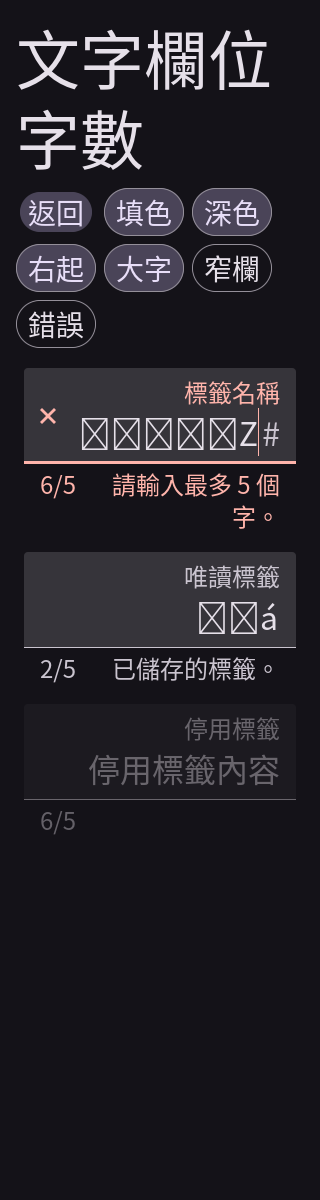 文字欄位
字數
返回 填色 深色
右起 大字 窄欄
錯誤
標籤名稱
Z#
6/5 請輸入最多 5 個
字。
唯讀標籤
á
2/5 已儲存的標籤。
停用標籤
停用標籤內容
6/5